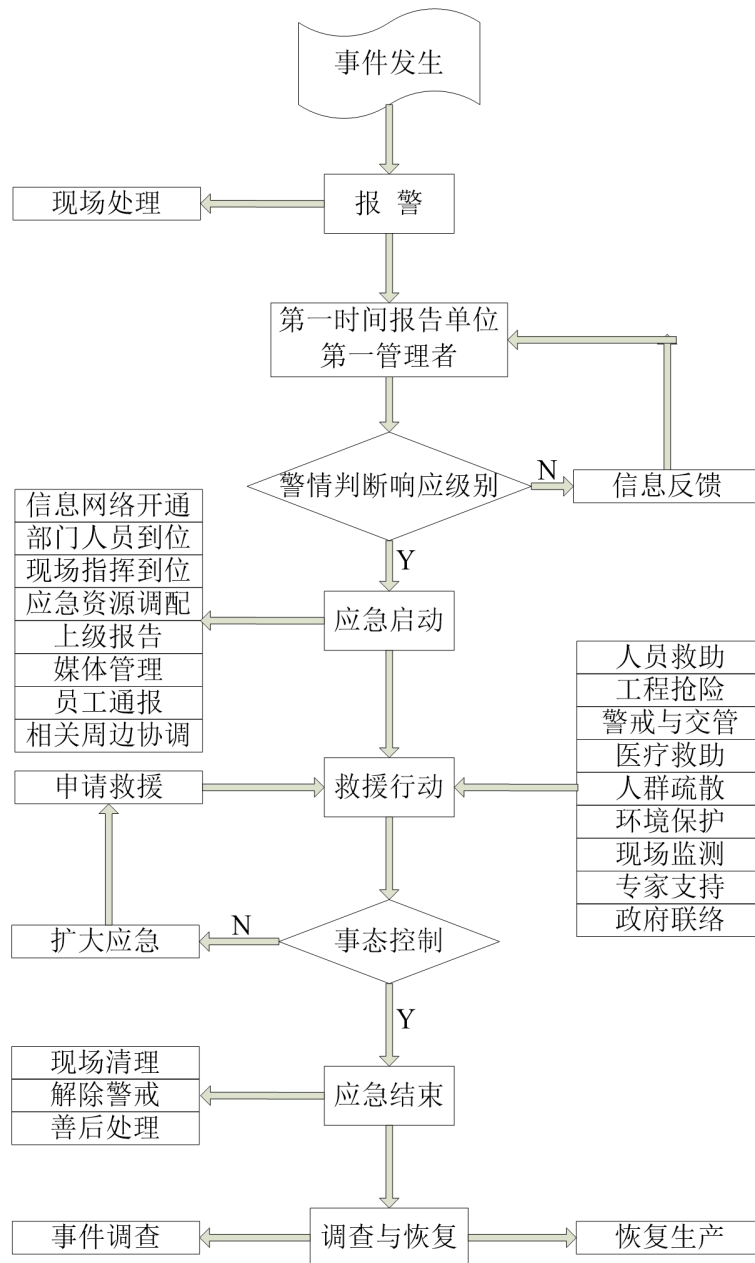 事件发生
现场处理
报 警
第一时间报告单位
第一管理者
警情判断响应级别
N
信息反馈
Y
信息网络开通
部门人员到位
现场指挥到位
应急资源调配
上级报告
媒体管理
员工通报
相关周边协调
应急启动
人员救助
工程抢险
警戒与交管
医疗救助
人群疏散
环境保护
现场监测
专家支持
政府联络
申请救援
救援行动
扩大应急
N
事态控制
Y
现场清理
解除警戒
善后处理
应急结束
事件调查
调查与恢复
恢复生产